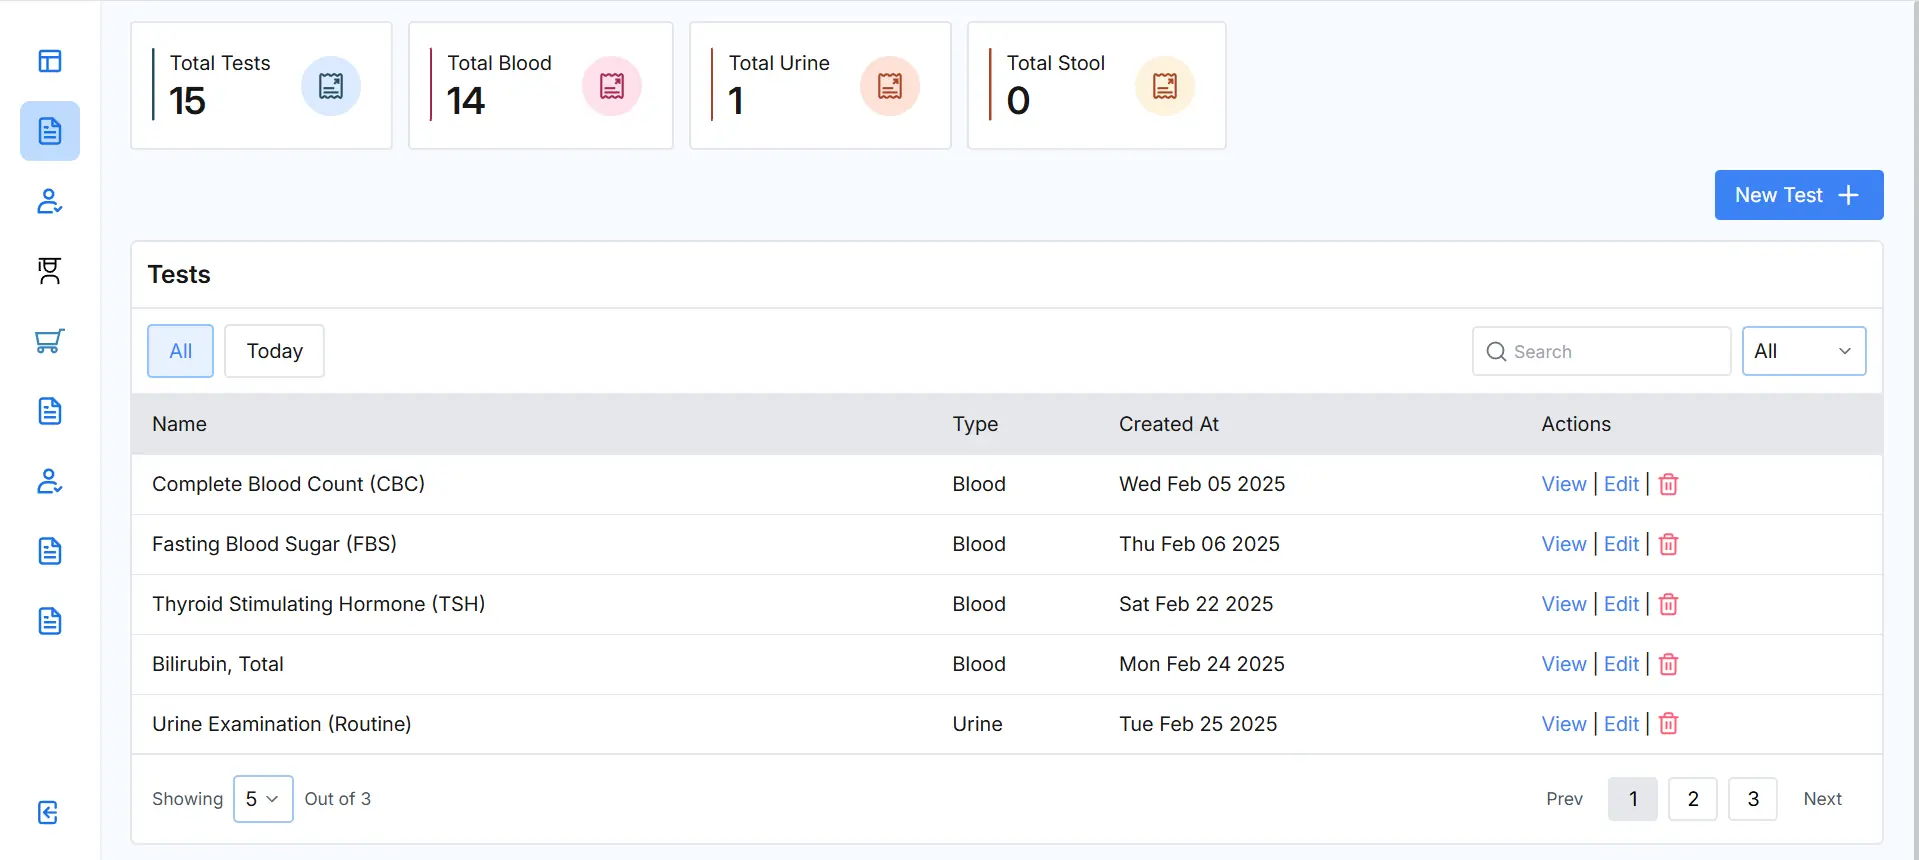 Total Tests
15
Total Blood
14
Total Urine
1
Total Stool
0
New Test
Tests
All
Today
Search
All
Name Type Created At Actions
Complete Blood Count (CBC) Blood Wed Feb 05 2025 View | Edit |
Fasting Blood Sugar (FBS) Blood Thu Feb 06 2025 View | Edit |
Thyroid Stimulating Hormone (TSH) Blood Sat Feb 22 2025 View | Edit |
Bilirubin, Total Blood Mon Feb 24 2025 View | Edit |
Urine Examination (Routine) Urine Tue Feb 25 2025 View | Edit |
Showing 5 Out of 3 Prev 1 2 3 Next